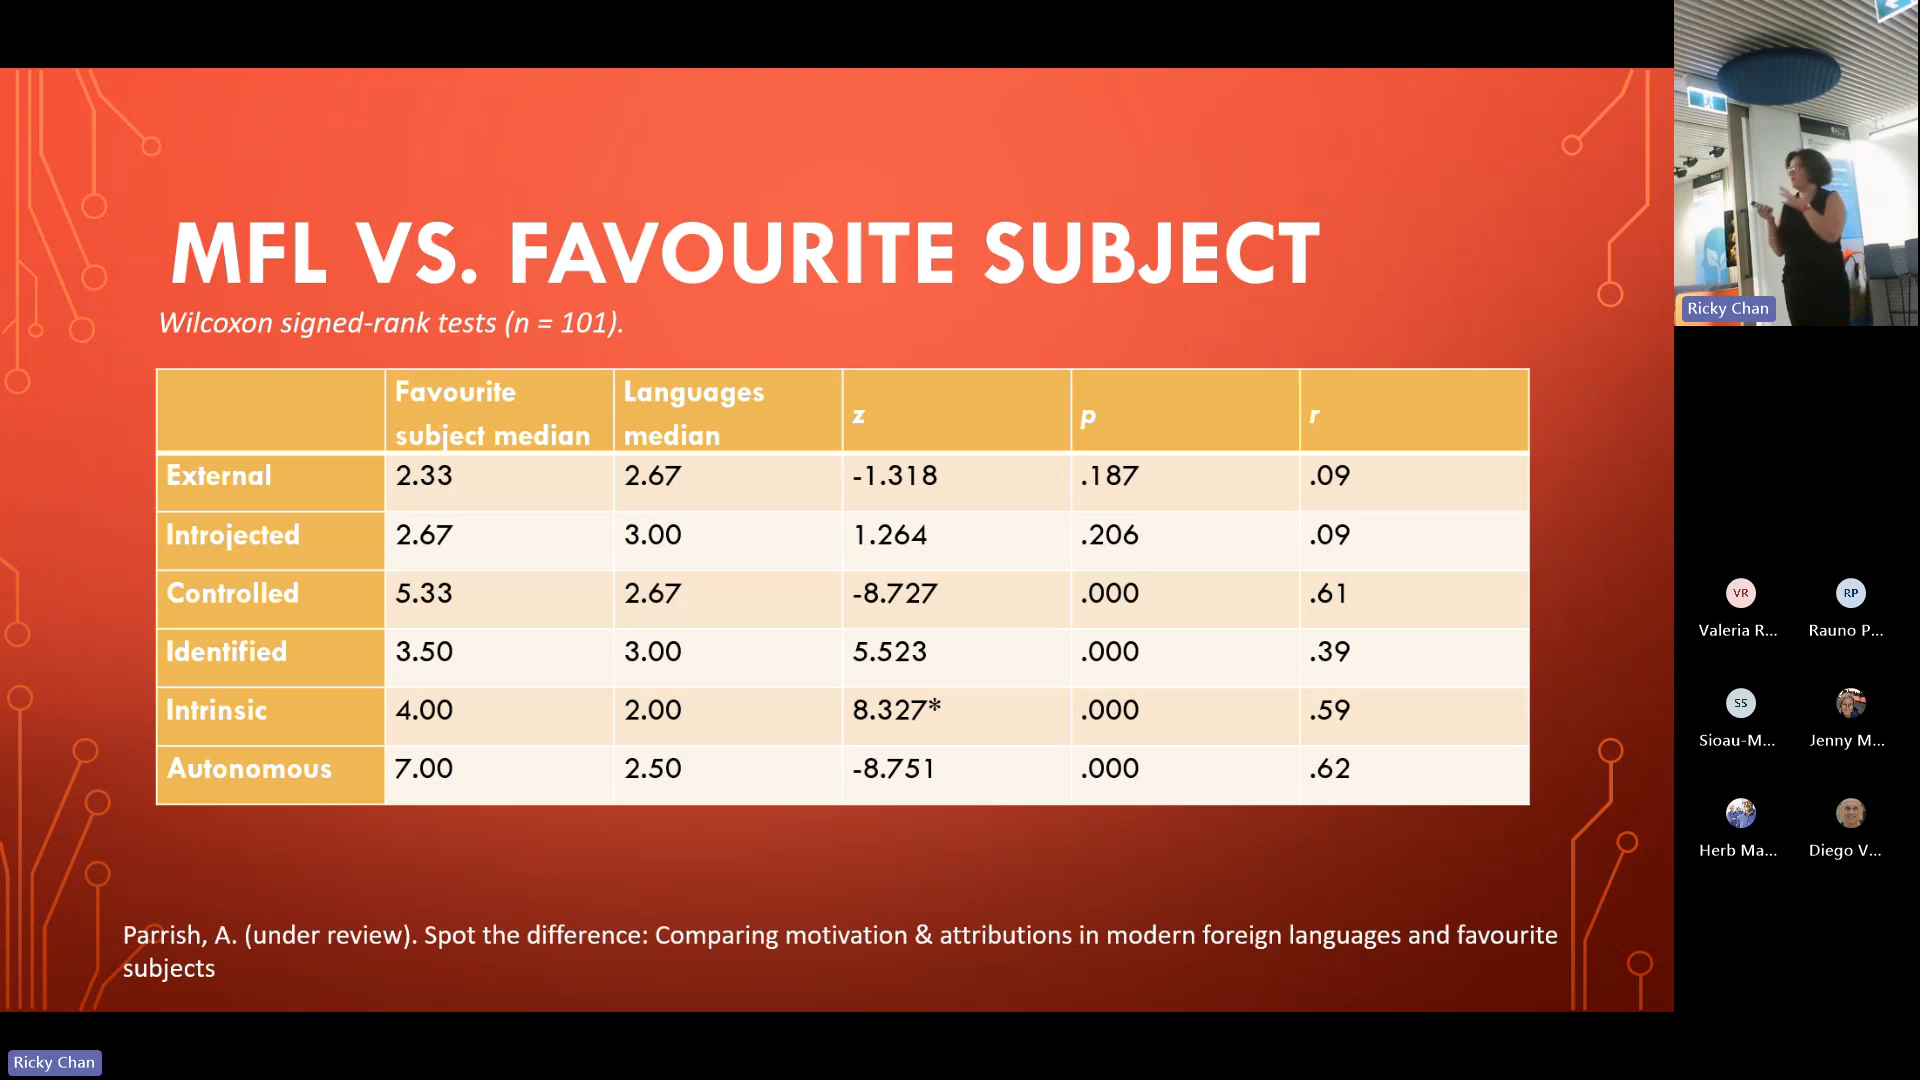 MFL VS. FAVOURITE SUBJECT
Wilcoxon signed-rank tests (n = 101).
Favourite subject median Languages median z p r
External 2.33 2.67 -1.318 .187 .09
Introjected 2.67 3.00 1.264 .206 .09
Controlled 5.33 2.67 -8.727 .000 .61
Identified 3.50 3.00 5.523 .000 .39
Intrinsic 4.00 2.00 8.327* .000 .59
Autonomous 7.00 2.50 -8.751 .000 .62
Parrish, A. (under review). Spot the difference: Comparing motivation & attributions in modern foreign languages and favourite
subjects
Ricky Chan
ACU
Ricky Chan
VR RP
Valeria R... Rauno P...
SS
Sioau-M... Jenny M...
Herb Ma... Diego V...